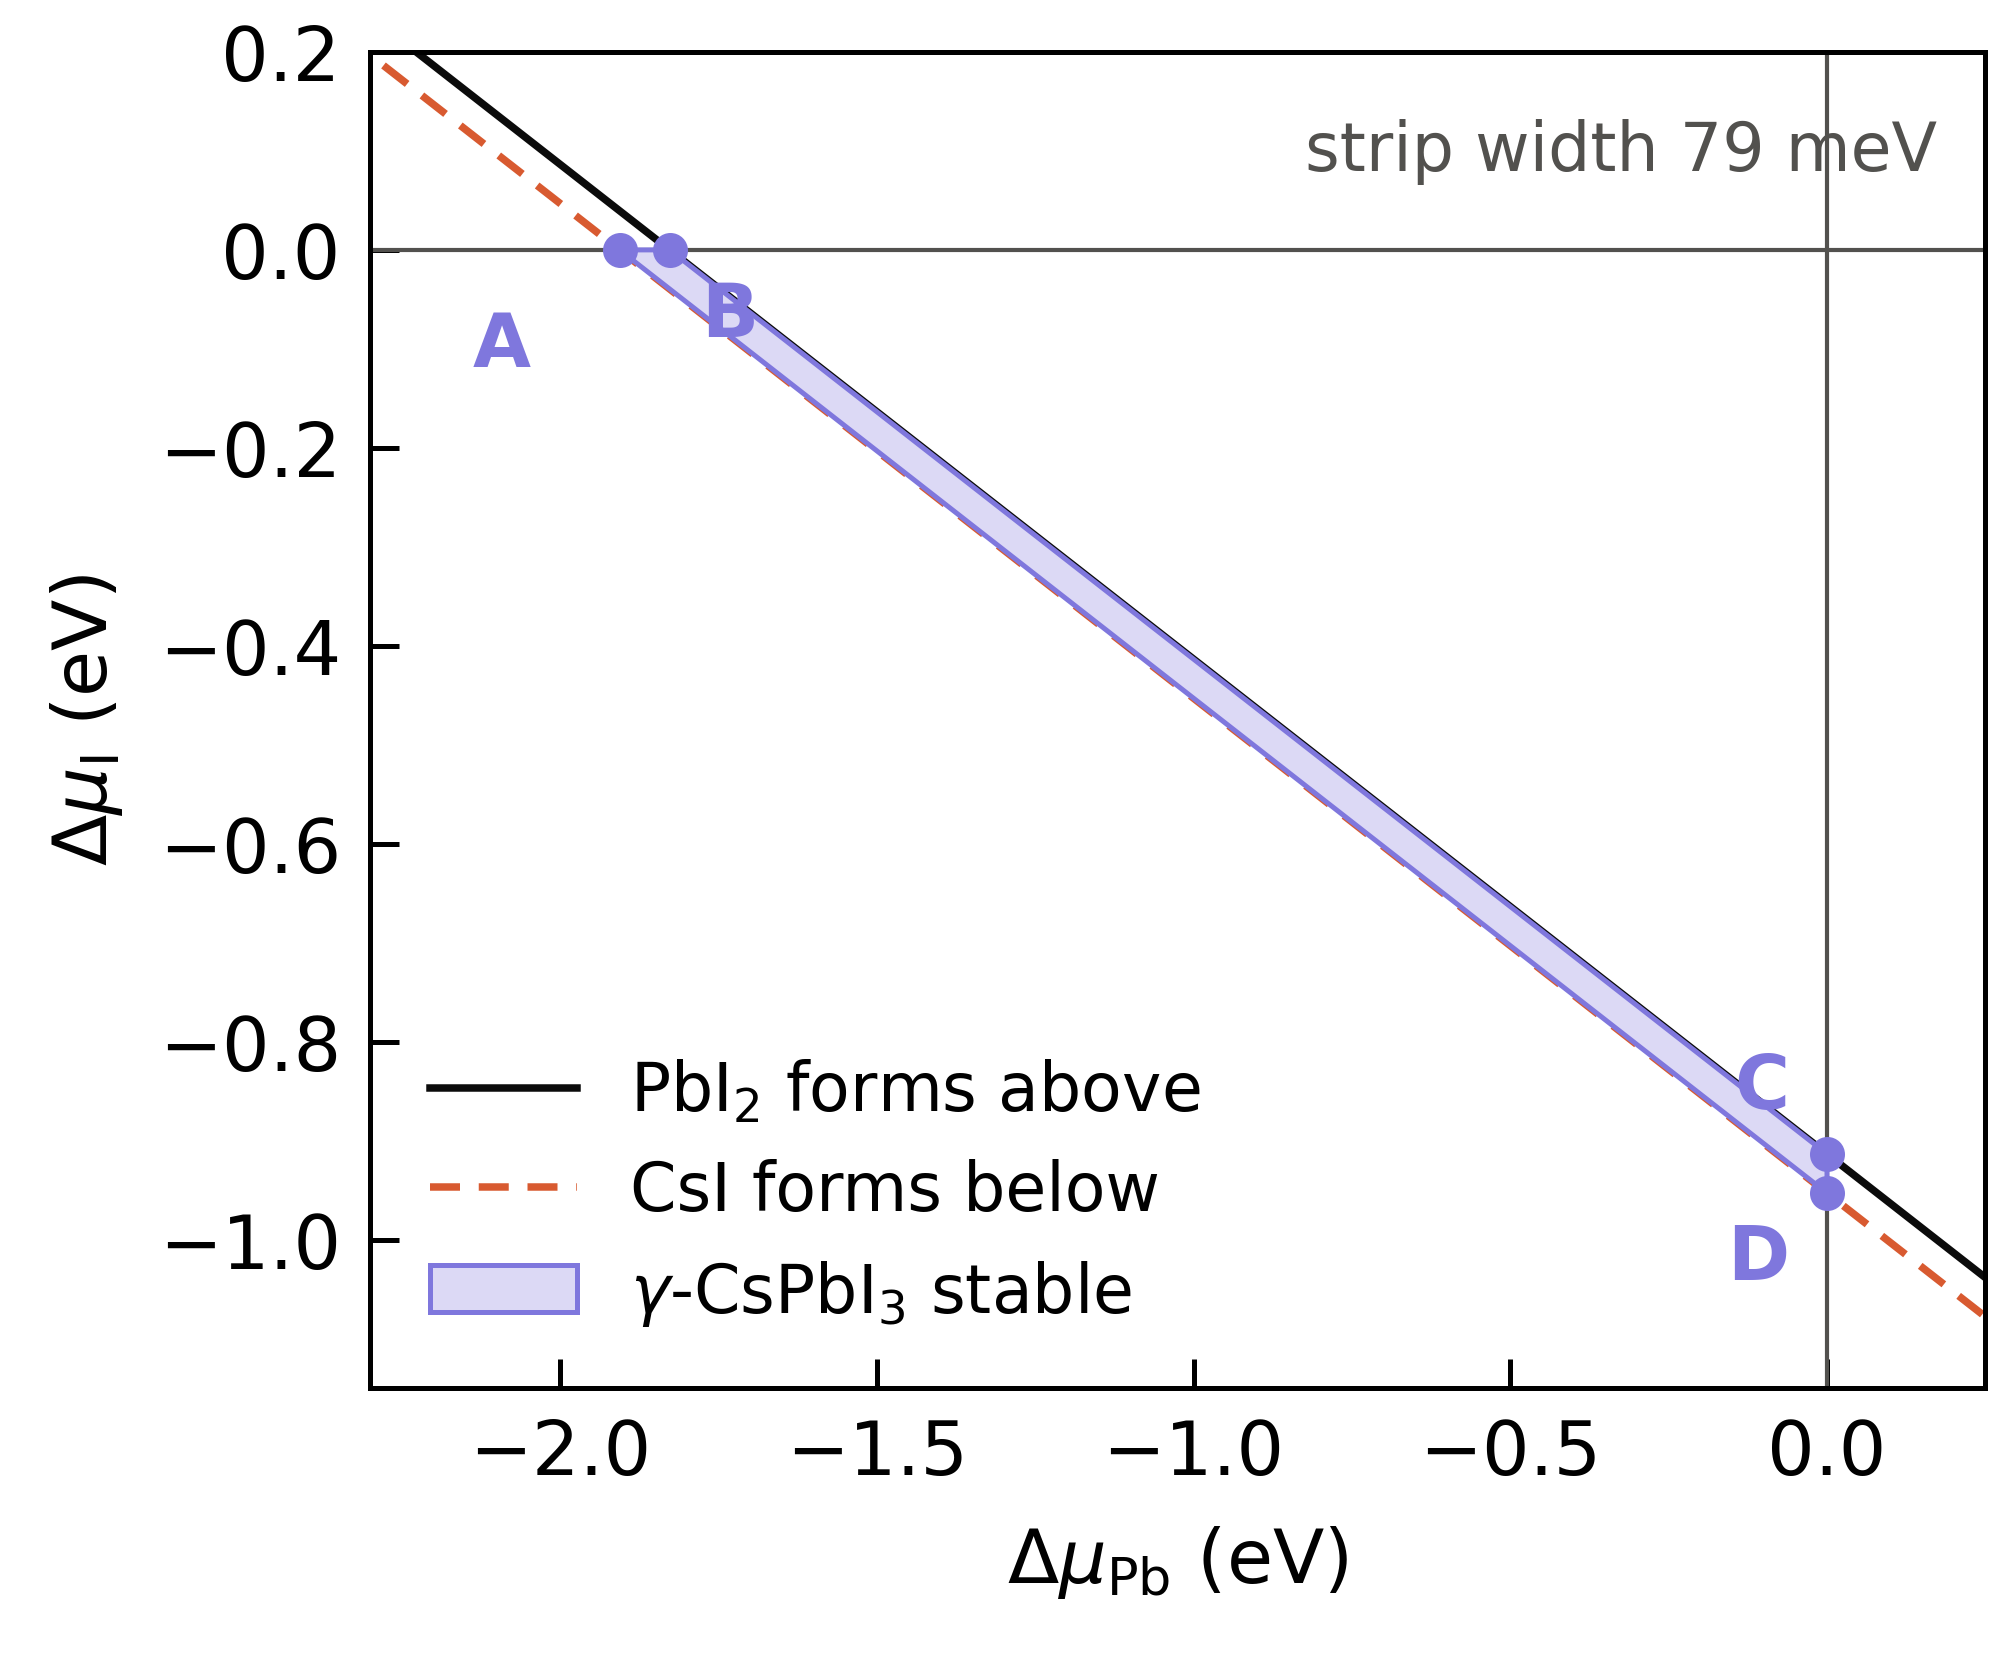 0.2
0.0
−0.2
−0.4
−0.6
−0.8
−1.0
Δμ_I (eV)
strip width 79 meV
A
B
C
D
PbI₂ forms above
CsI forms below
γ-CsPbI₃ stable
−2.0 −1.5 −1.0 −0.5 0.0
Δμ_Pb (eV)